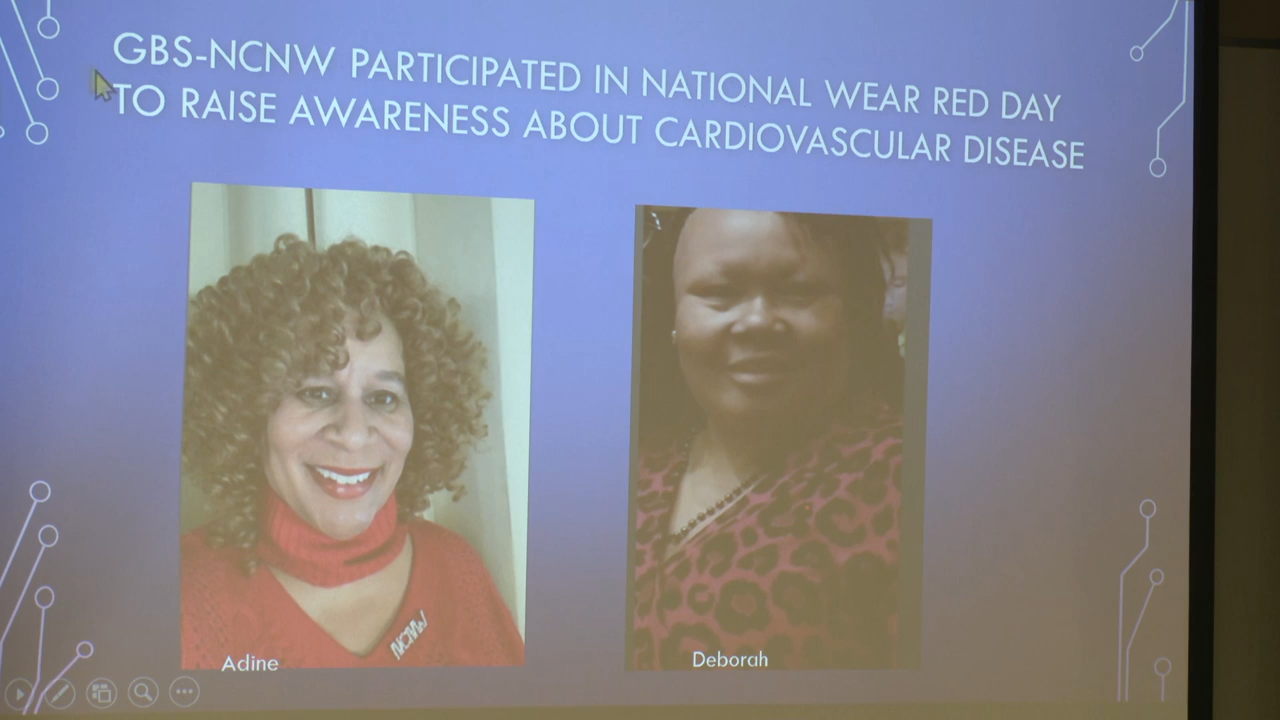 GBS-NCNW PARTICIPATED IN NATIONAL WEAR RED DAY
TO RAISE AWARENESS ABOUT CARDIOVASCULAR DISEASE
NCNW
Adine
Deborah